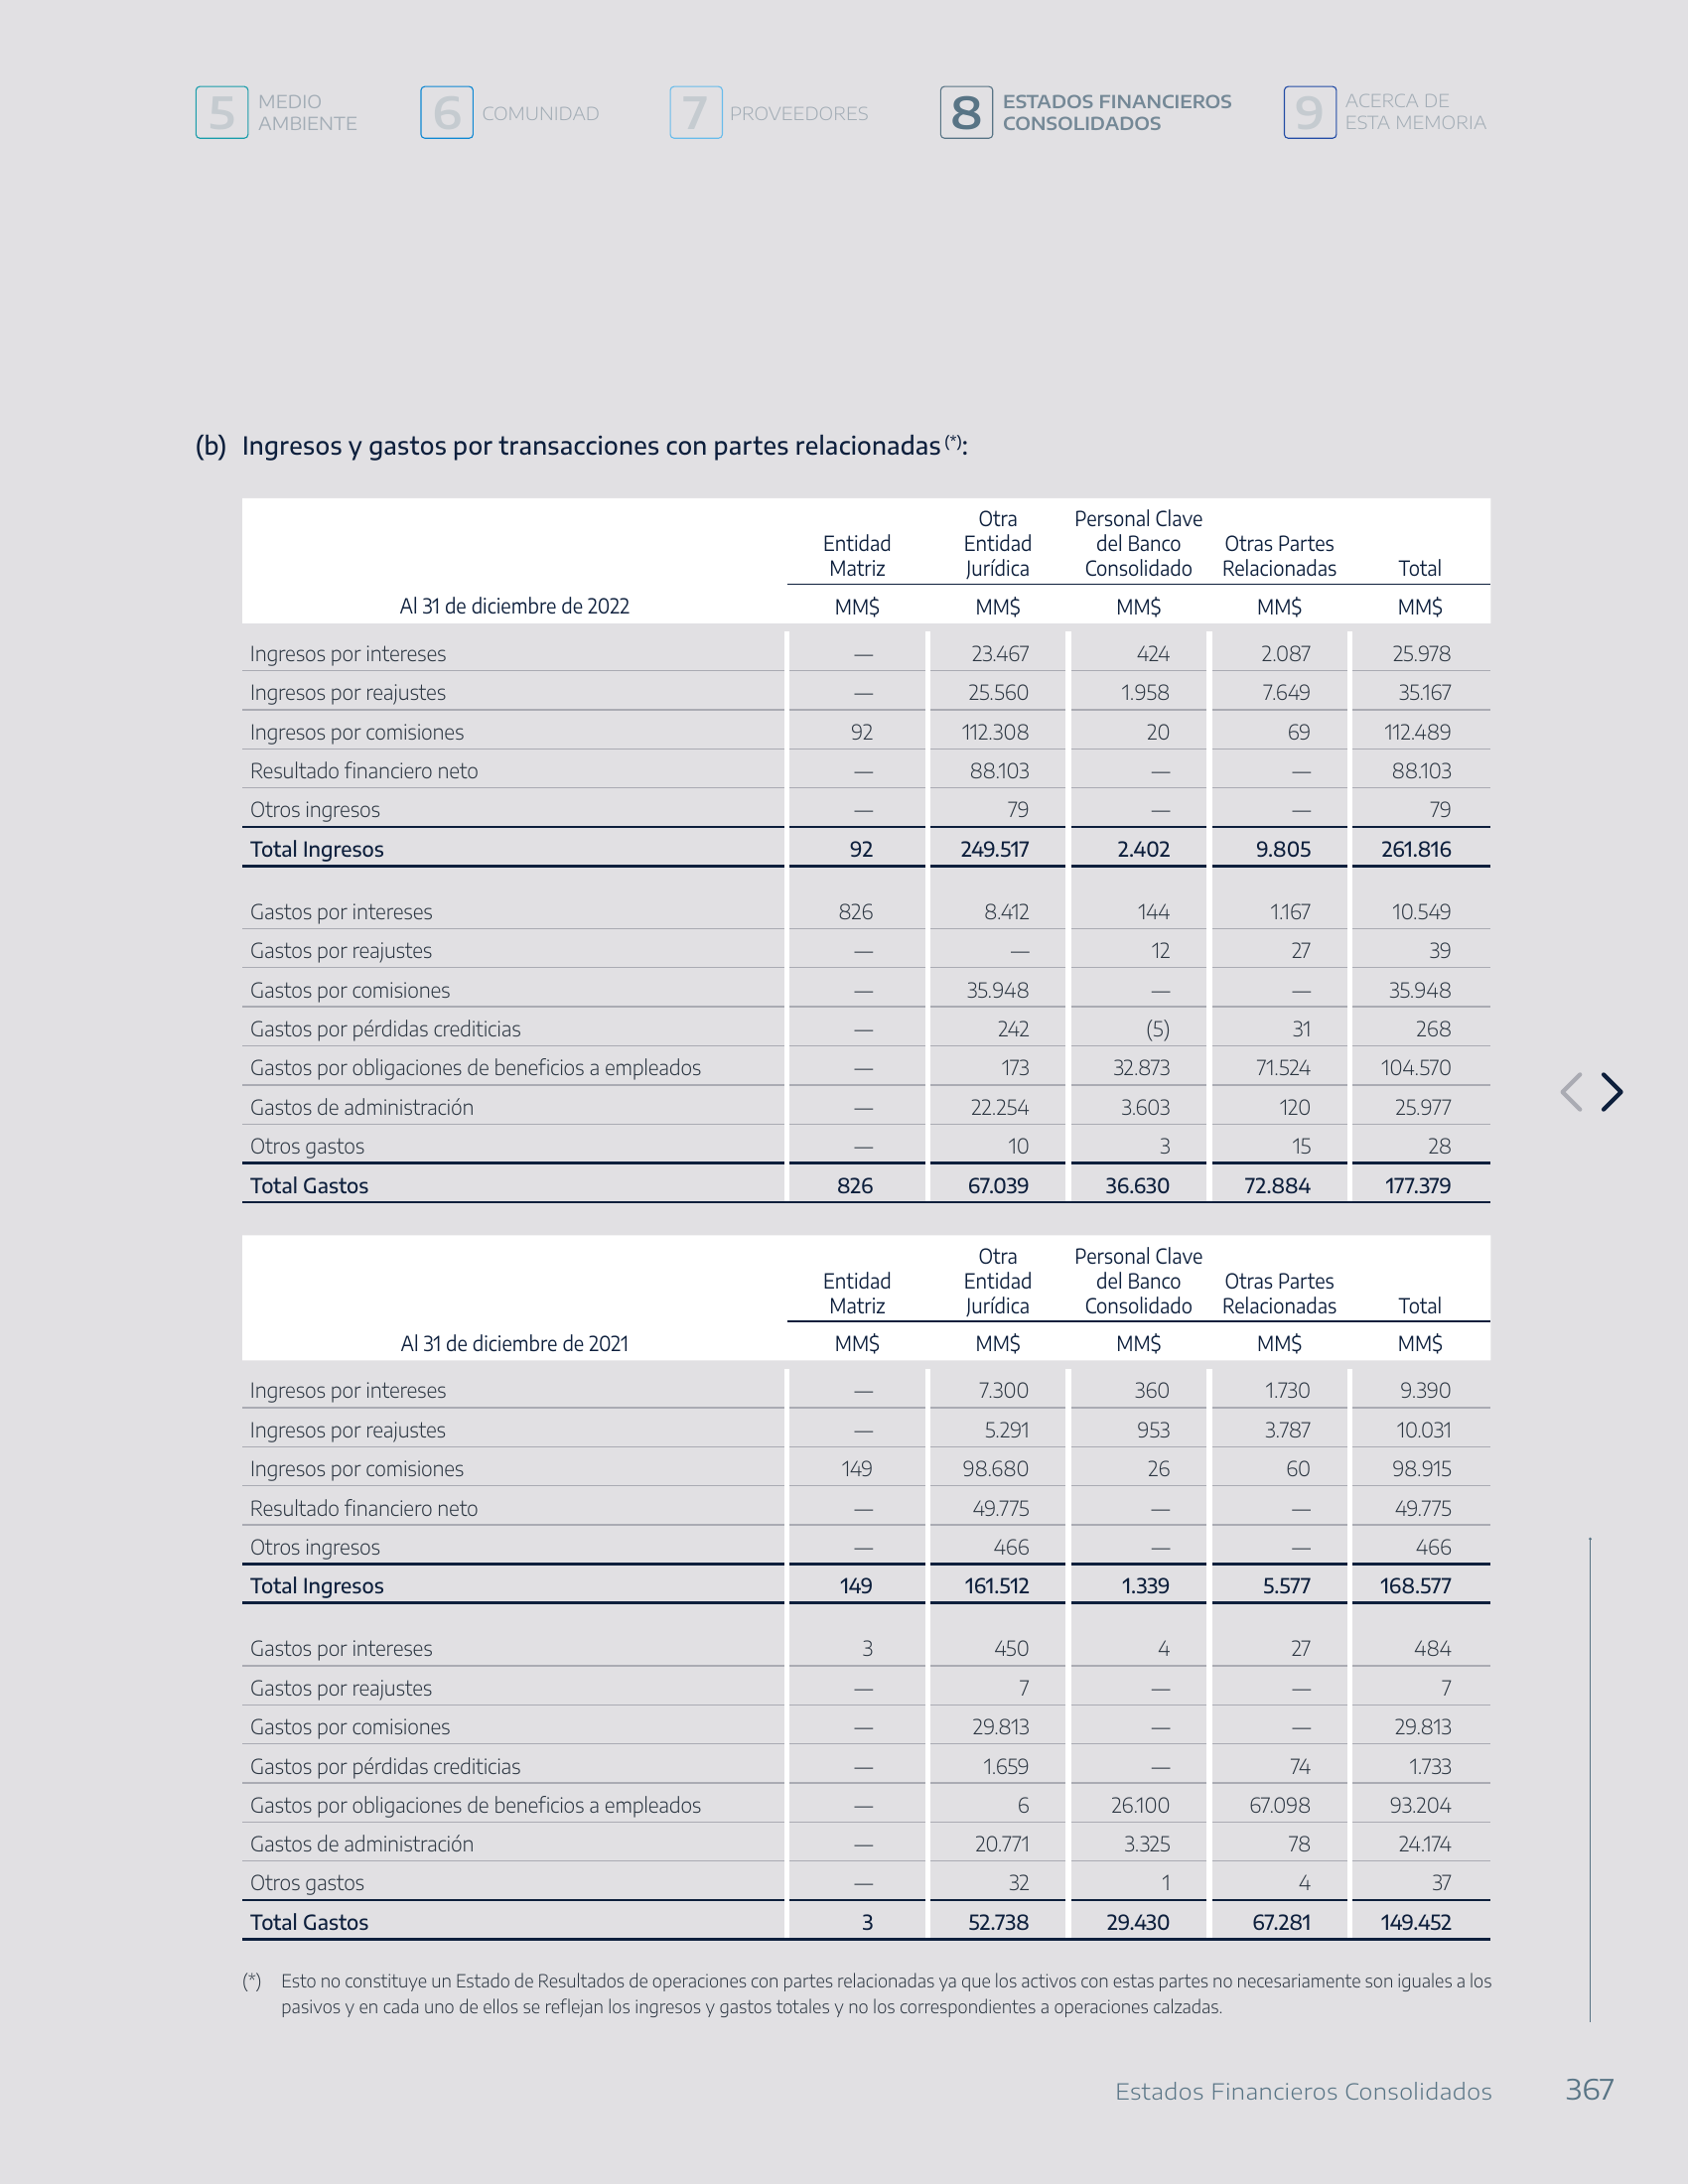 5 MEDIO AMBIENTE
6 COMUNIDAD
7 PROVEEDORES
8 ESTADOS FINANCIEROS CONSOLIDADOS
9 ACERCA DE ESTA MEMORIA
(b) Ingresos y gastos por transacciones con partes relacionadas (*):
Al 31 de diciembre de 2022 | Entidad Matriz MM$ | Otra Entidad Jurídica MM$ | Personal Clave del Banco Consolidado MM$ | Otras Partes Relacionadas MM$ | Total MM$
Ingresos por intereses — 23.467 424 2.087 25.978
Ingresos por reajustes — 25.560 1.958 7.649 35.167
Ingresos por comisiones 92 112.308 20 69 112.489
Resultado financiero neto — 88.103 — — 88.103
Otros ingresos — 79 — — 79
Total Ingresos 92 249.517 2.402 9.805 261.816
Gastos por intereses 826 8.412 144 1.167 10.549
Gastos por reajustes — — 12 27 39
Gastos por comisiones — 35.948 — — 35.948
Gastos por pérdidas crediticias — 242 (5) 31 268
Gastos por obligaciones de beneficios a empleados — 173 32.873 71.524 104.570
Gastos de administración — 22.254 3.603 120 25.977
Otros gastos — 10 3 15 28
Total Gastos 826 67.039 36.630 72.884 177.379
Al 31 de diciembre de 2021 | Entidad Matriz MM$ | Otra Entidad Jurídica MM$ | Personal Clave del Banco Consolidado MM$ | Otras Partes Relacionadas MM$ | Total MM$
Ingresos por intereses — 7.300 360 1.730 9.390
Ingresos por reajustes — 5.291 953 3.787 10.031
Ingresos por comisiones 149 98.680 26 60 98.915
Resultado financiero neto — 49.775 — — 49.775
Otros ingresos — 466 — — 466
Total Ingresos 149 161.512 1.339 5.577 168.577
Gastos por intereses 3 450 4 27 484
Gastos por reajustes — 7 — — 7
Gastos por comisiones — 29.813 — — 29.813
Gastos por pérdidas crediticias — 1.659 — 74 1.733
Gastos por obligaciones de beneficios a empleados — 6 26.100 67.098 93.204
Gastos de administración — 20.771 3.325 78 24.174
Otros gastos — 32 1 4 37
Total Gastos 3 52.738 29.430 67.281 149.452
(*) Esto no constituye un Estado de Resultados de operaciones con partes relacionadas ya que los activos con estas partes no necesariamente son iguales a los
pasivos y en cada uno de ellos se reflejan los ingresos y gastos totales y no los correspondientes a operaciones calzadas.
Estados Financieros Consolidados 367